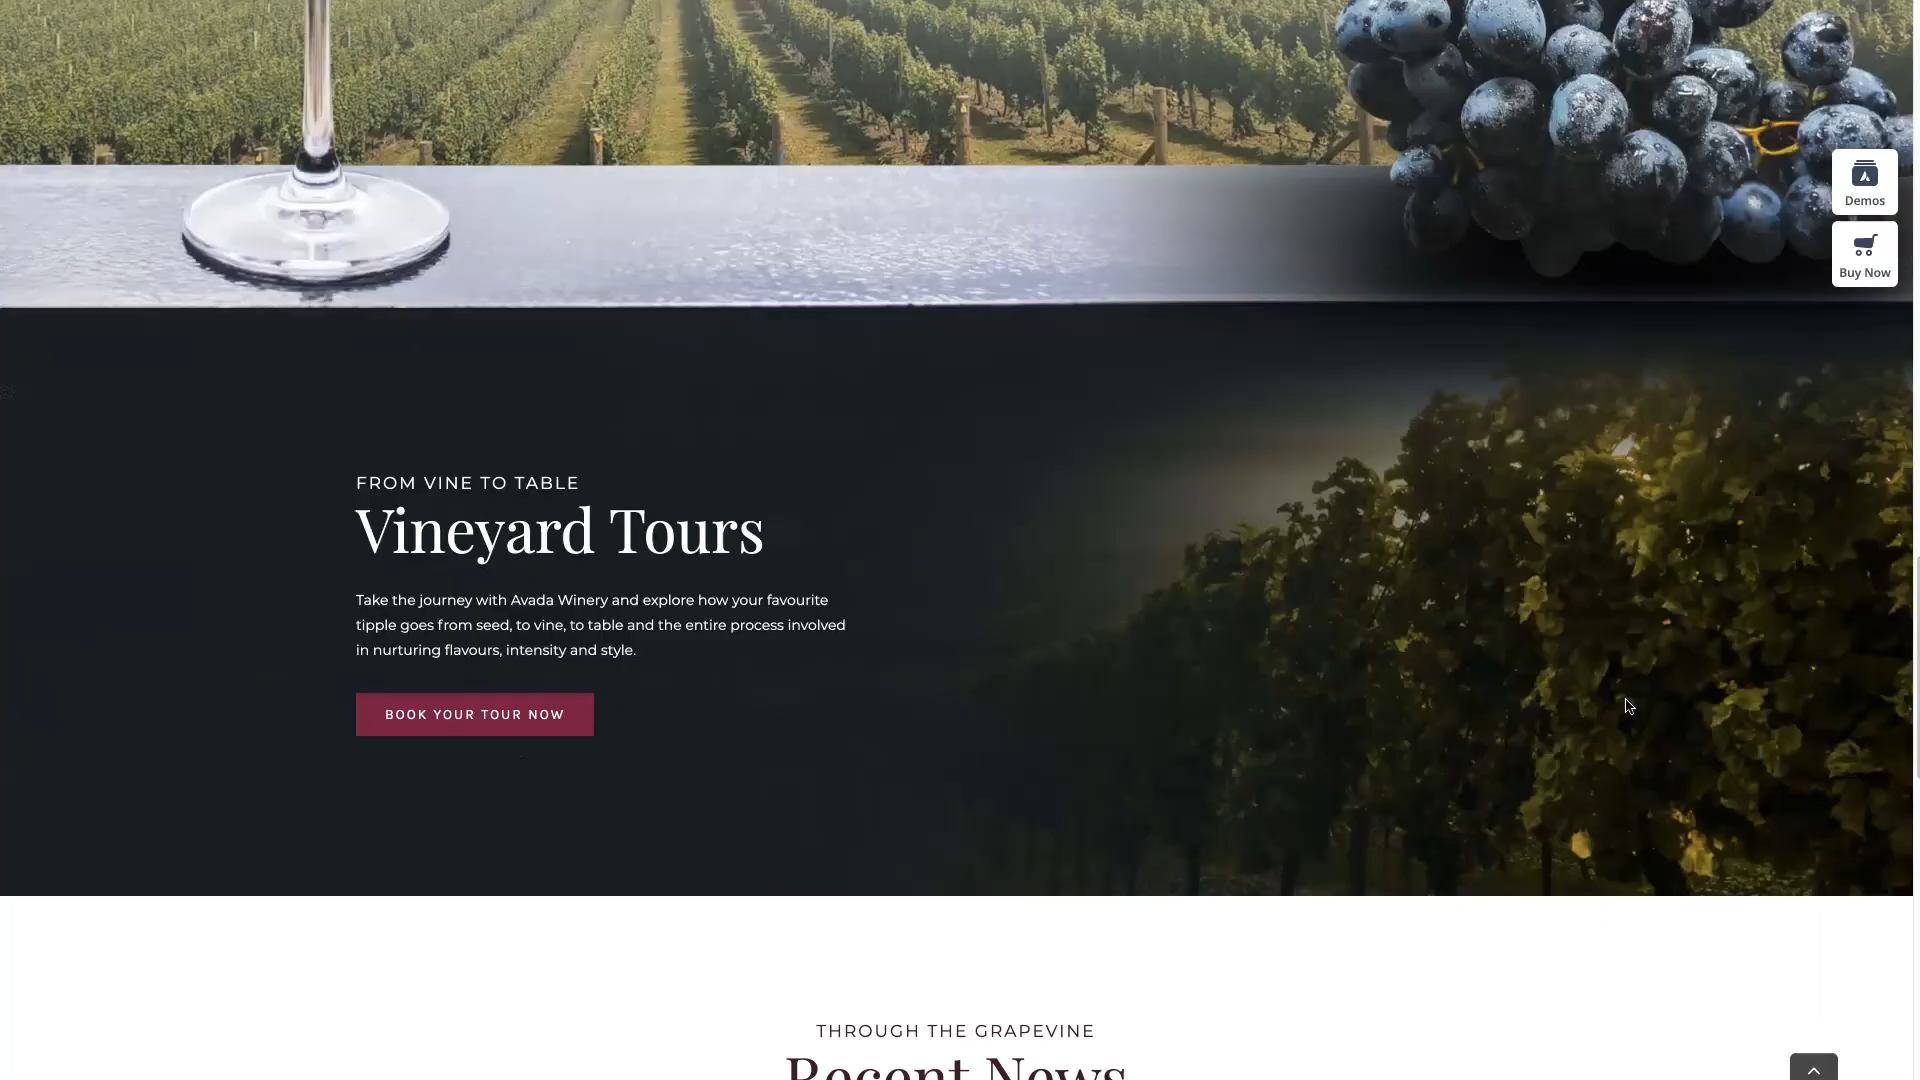 Demos
Buy Now
FROM VINE TO TABLE
Vineyard Tours
Take the journey with Avada Winery and explore how your favourite
tipple goes from seed, to vine, to table and the entire process involved
in nurturing flavours, intensity and style.
BOOK YOUR TOUR NOW
THROUGH THE GRAPEVINE
Recent News